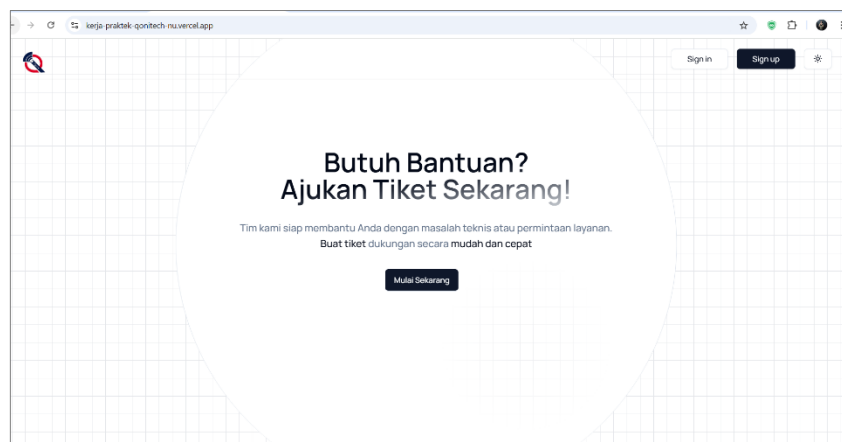 kerja-praktek-qonitech-nu.vercel.app
Sign in
Sign up
Butuh Bantuan?
Ajukan Tiket Sekarang!
Tim kami siap membantu Anda dengan masalah teknis atau permintaan layanan.
Buat tiket dukungan secara mudah dan cepat
Mulai Sekarang